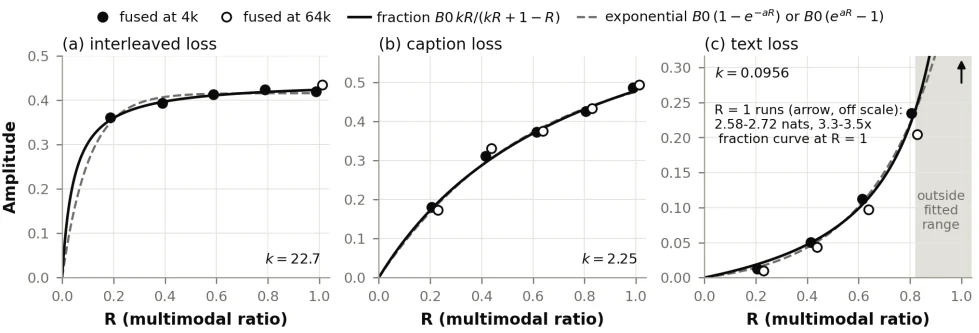 fused at 4k fused at 64k fraction B0 kR/(kR + 1 − R) exponential B0 (1 − e^{−aR}) or B0 (e^{aR} − 1)
(a) interleaved loss
Amplitude
0.5
0.4
0.3
0.2
0.1
0.0
k = 22.7
0.0 0.2 0.4 0.6 0.8 1.0
R (multimodal ratio)
(b) caption loss
0.5
0.4
0.3
0.2
0.1
0.0
k = 2.25
0.0 0.2 0.4 0.6 0.8 1.0
R (multimodal ratio)
(c) text loss
0.30
0.25
0.20
0.15
0.10
0.05
0.00
k = 0.0956
R = 1 runs (arrow, off scale):
2.58-2.72 nats, 3.3-3.5x
fraction curve at R = 1
outside
fitted
range
0.0 0.2 0.4 0.6 0.8 1.0
R (multimodal ratio)